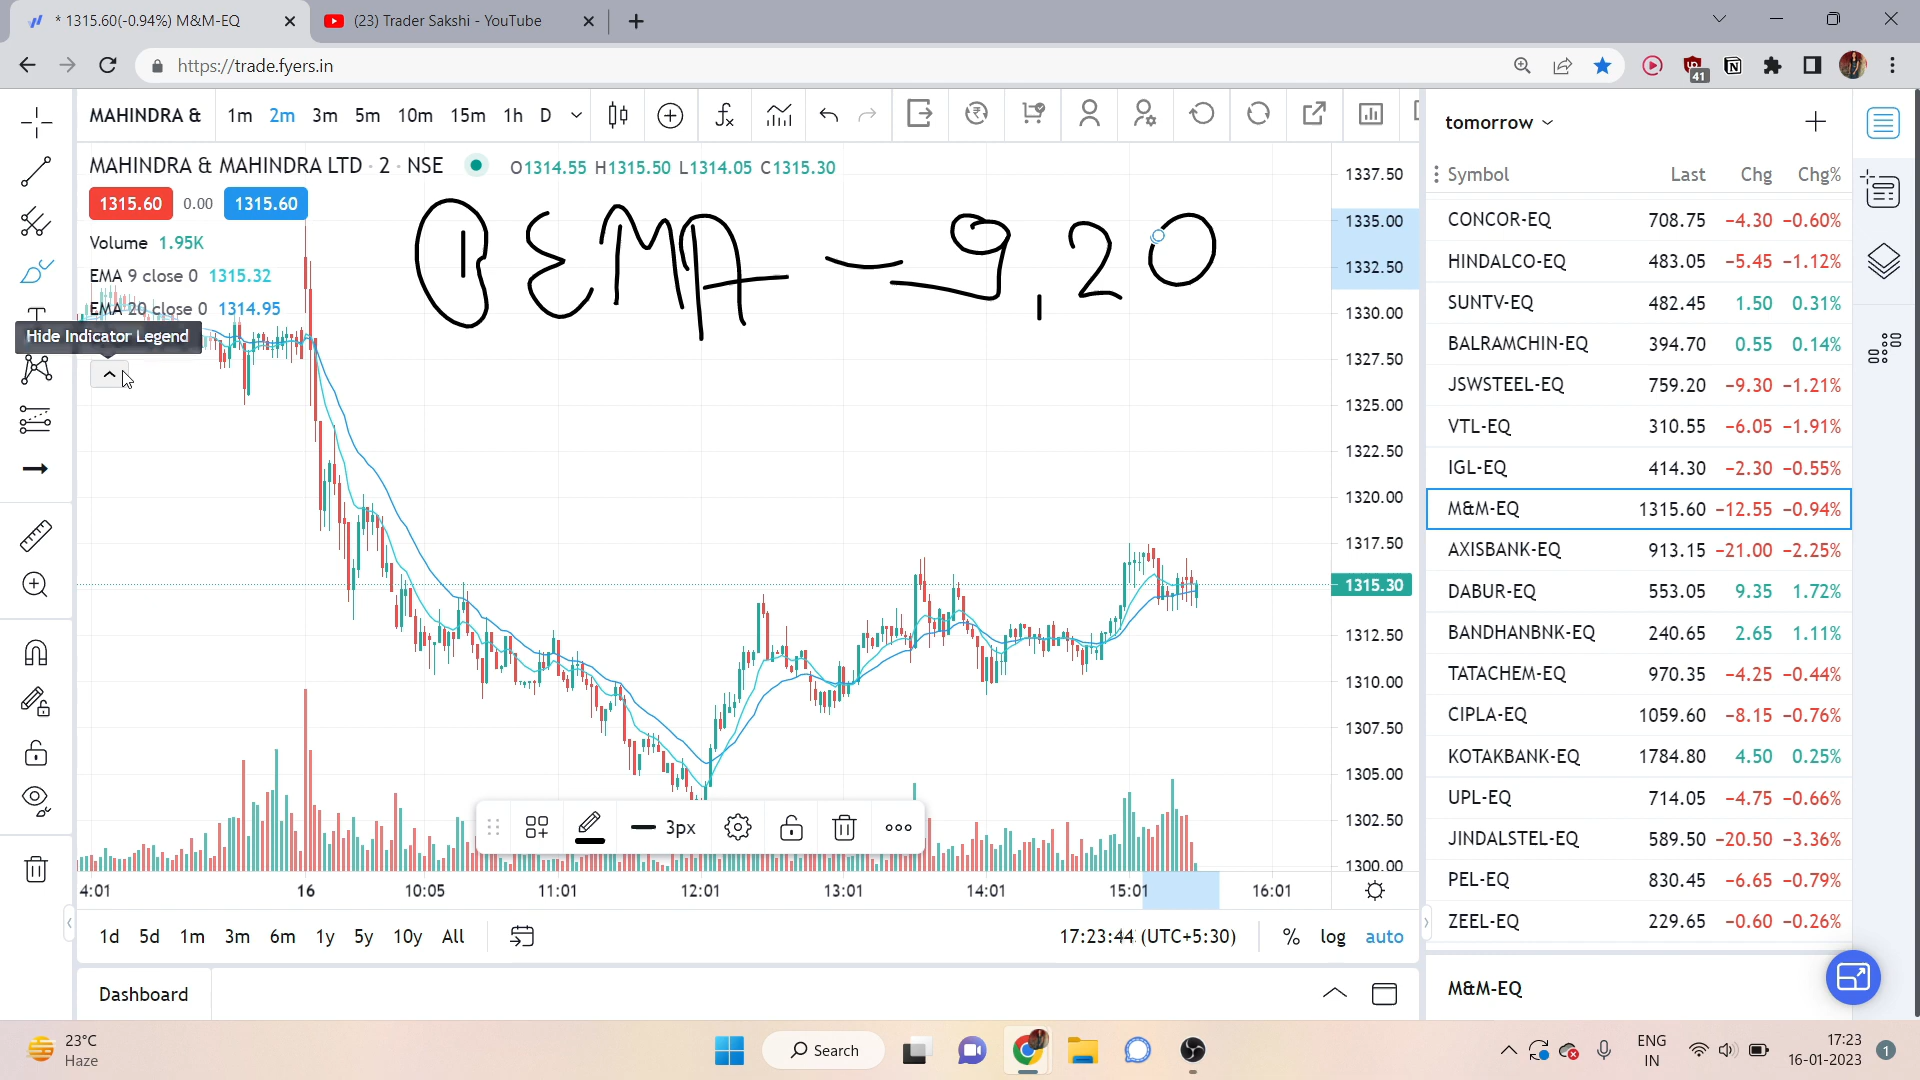 * 1315.60(-0.94%) M&M-EQ
(23) Trader Sakshi - YouTube
https://trade.fyers.in
41
MAHINDRA & 1m 2m 3m 5m 10m 15m 1h D
MAHINDRA & MAHINDRA LTD · 2 · NSE O1314.55 H1315.50 L1314.05 C1315.30
1315.60 0.00 1315.60
Volume 1.95K
EMA 9 close 0 1315.32
EMA 20 close 0 1314.95
Hide Indicator Legend
① EMA — 9, 20
1337.50
1335.00
1332.50
1330.00
1327.50
1325.00
1322.50
1320.00
1317.50
1315.30
1312.50
1310.00
1307.50
1305.00
1302.50
1300.00
3px
4:01 16 10:05 11:01 12:01 13:01 14:01 15:01 16:01
1d 5d 1m 3m 6m 1y 5y 10y All
17:23:44 (UTC+5:30) % log auto
Dashboard
tomorrow
Symbol Last Chg Chg%
CONCOR-EQ 708.75 -4.30 -0.60%
HINDALCO-EQ 483.05 -5.45 -1.12%
SUNTV-EQ 482.45 1.50 0.31%
BALRAMCHIN-EQ 394.70 0.55 0.14%
JSWSTEEL-EQ 759.20 -9.30 -1.21%
VTL-EQ 310.55 -6.05 -1.91%
IGL-EQ 414.30 -2.30 -0.55%
M&M-EQ 1315.60 -12.55 -0.94%
AXISBANK-EQ 913.15 -21.00 -2.25%
DABUR-EQ 553.05 9.35 1.72%
BANDHANBNK-EQ 240.65 2.65 1.11%
TATACHEM-EQ 970.35 -4.25 -0.44%
CIPLA-EQ 1059.60 -8.15 -0.76%
KOTAKBANK-EQ 1784.80 4.50 0.25%
UPL-EQ 714.05 -4.75 -0.66%
JINDALSTEL-EQ 589.50 -20.50 -3.36%
PEL-EQ 830.45 -6.65 -0.79%
ZEEL-EQ 229.65 -0.60 -0.26%
M&M-EQ
23°C
Haze
Search
ENG
IN
17:23
16-01-2023
1